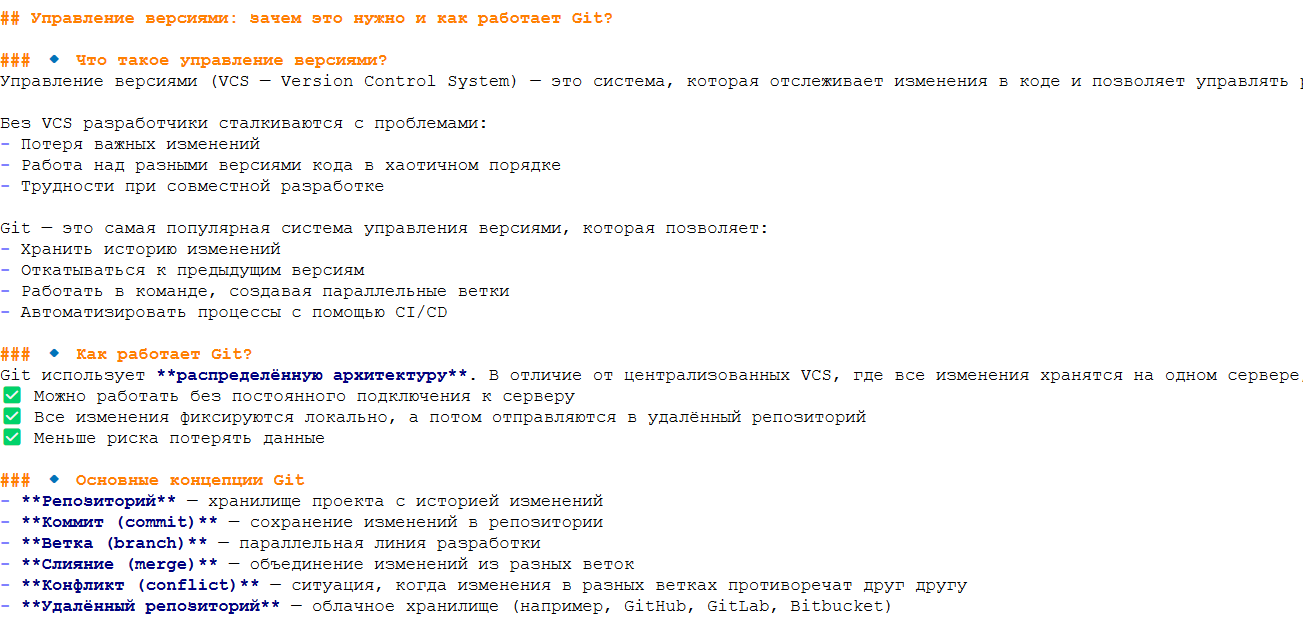 ## Управление версиями: зачем это нужно и как работает Git?
### 🔹 Что такое управление версиями?
Управление версиями (VCS — Version Control System) — это система, которая отслеживает изменения в коде и позволяет управлять
Без VCS разработчики сталкиваются с проблемами:
- Потеря важных изменений
- Работа над разными версиями кода в хаотичном порядке
- Трудности при совместной разработке
Git — это самая популярная система управления версиями, которая позволяет:
- Хранить историю изменений
- Откатываться к предыдущим версиям
- Работать в команде, создавая параллельные ветки
- Автоматизировать процессы с помощью CI/CD
### 🔹 Как работает Git?
Git использует **распределённую архитектуру**. В отличие от централизованных VCS, где все изменения хранятся на одном сервере,
✅ Можно работать без постоянного подключения к серверу
✅ Все изменения фиксируются локально, а потом отправляются в удалённый репозиторий
✅ Меньше риска потерять данные
### 🔹 Основные концепции Git
- **Репозиторий** — хранилище проекта с историей изменений
- **Коммит (commit)** — сохранение изменений в репозитории
- **Ветка (branch)** — параллельная линия разработки
- **Слияние (merge)** — объединение изменений из разных веток
- **Конфликт (conflict)** — ситуация, когда изменения в разных ветках противоречат друг другу
- **Удалённый репозиторий** — облачное хранилище (например, GitHub, GitLab, Bitbucket)